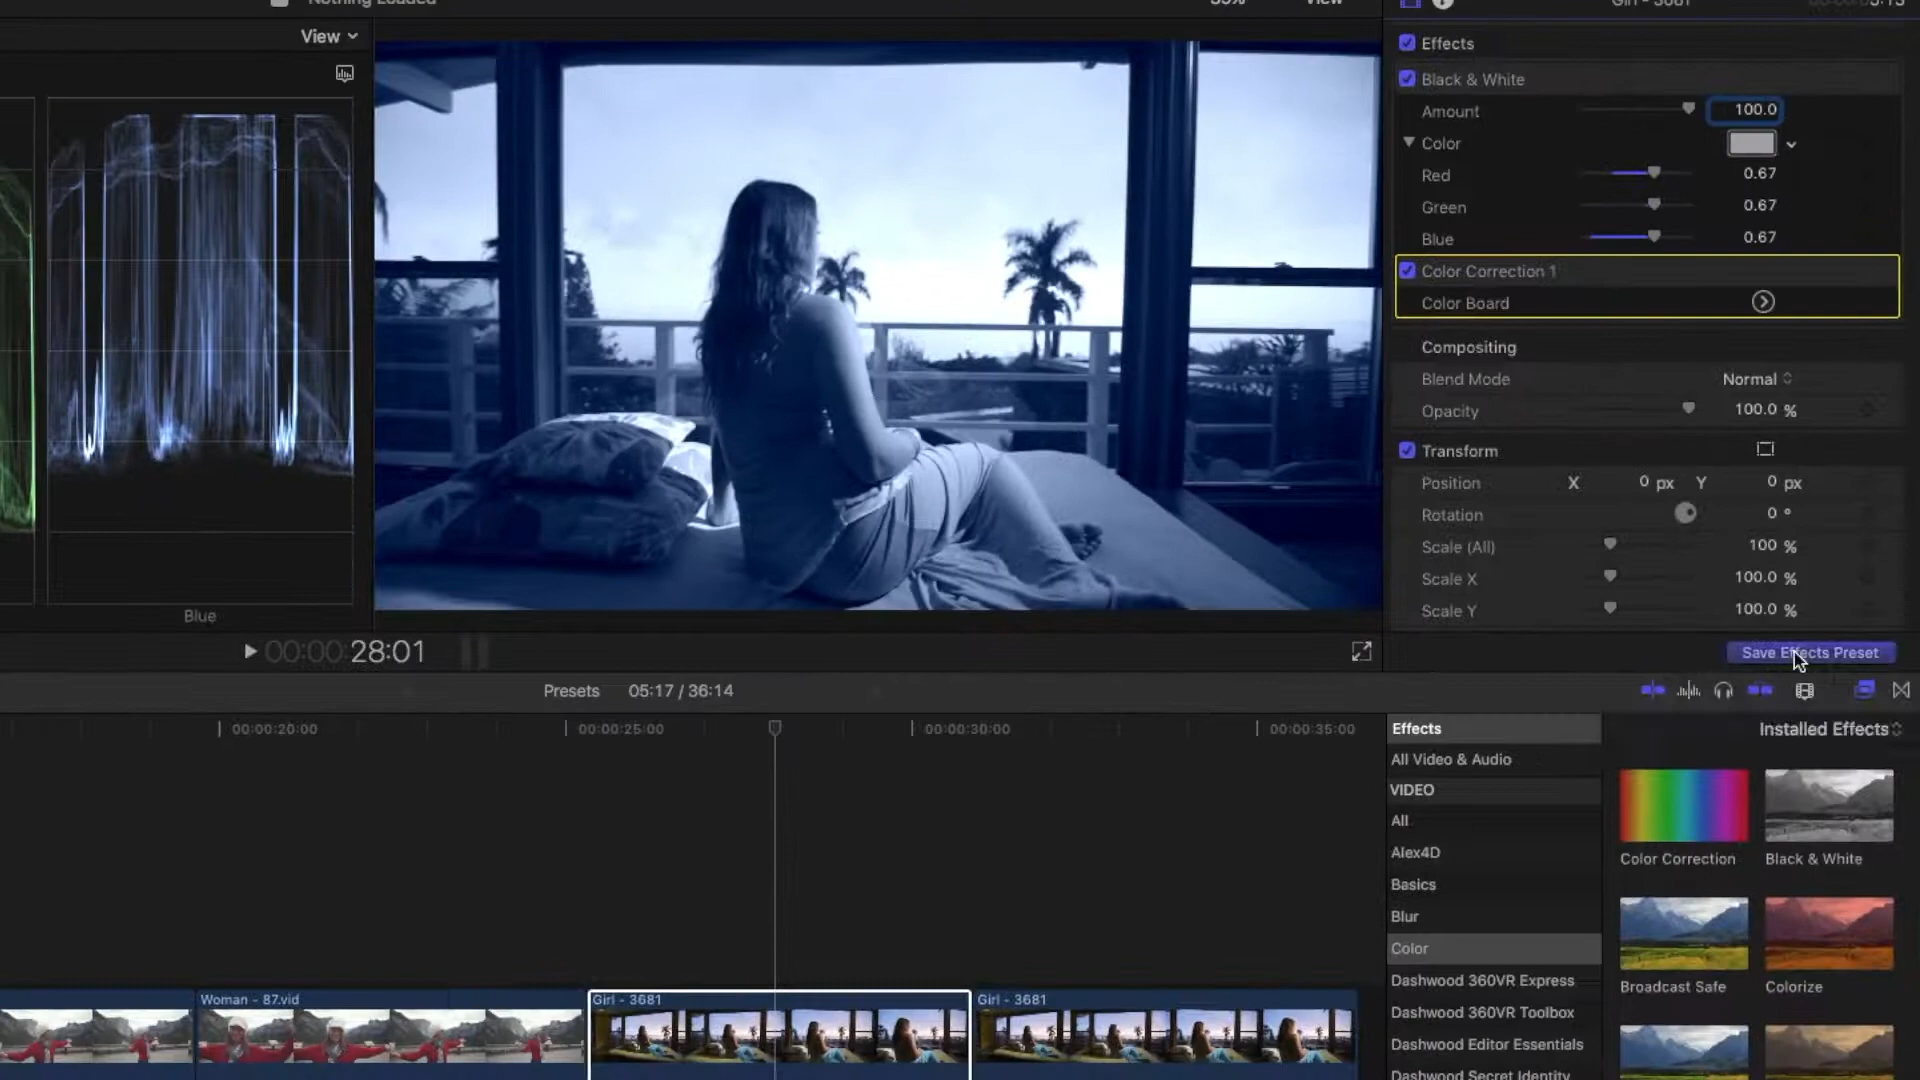 Nothing Loaded
View
Girl - 3681
View
Effects
Black & White
Amount 100.0
Color
Red 0.67
Green 0.67
Blue 0.67
Color Correction 1
Color Board
Compositing
Blend Mode Normal
Opacity 100.0 %
Transform
Position X 0 px Y 0 px
Rotation 0 °
Scale (All) 100 %
Scale X 100.0 %
Scale Y 100.0 %
Blue
00:00:28:01
Save Effects Preset
Presets 05:17 / 36:14
00:00:20:00
00:00:25:00
00:00:30:00
00:00:35:00
Effects
Installed Effects
All Video & Audio
VIDEO
All
Alex4D
Basics
Blur
Color
Dashwood 360VR Express
Dashwood 360VR Toolbox
Dashwood Editor Essentials
Dashwood Secret Identity
Color Correction
Black & White
Broadcast Safe
Colorize
Woman - 87.vid
Girl - 3681
Girl - 3681